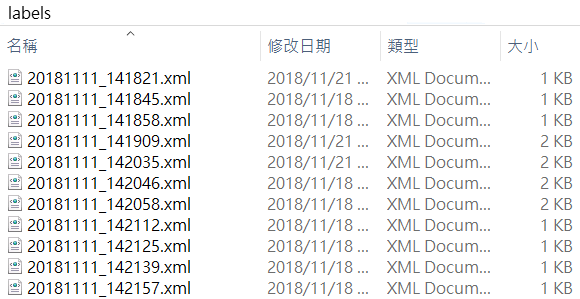 labels
名稱 修改日期 類型 大小
20181111_141821.xml 2018/11/21 ... XML Docum... 1 KB
20181111_141845.xml 2018/11/18 ... XML Docum... 1 KB
20181111_141858.xml 2018/11/18 ... XML Docum... 1 KB
20181111_141909.xml 2018/11/21 ... XML Docum... 2 KB
20181111_142035.xml 2018/11/21 ... XML Docum... 2 KB
20181111_142046.xml 2018/11/18 ... XML Docum... 2 KB
20181111_142058.xml 2018/11/18 ... XML Docum... 2 KB
20181111_142112.xml 2018/11/18 ... XML Docum... 1 KB
20181111_142125.xml 2018/11/18 ... XML Docum... 1 KB
20181111_142139.xml 2018/11/18 ... XML Docum... 1 KB
20181111_142157.xml 2018/11/18 ... XML Docum... 1 KB